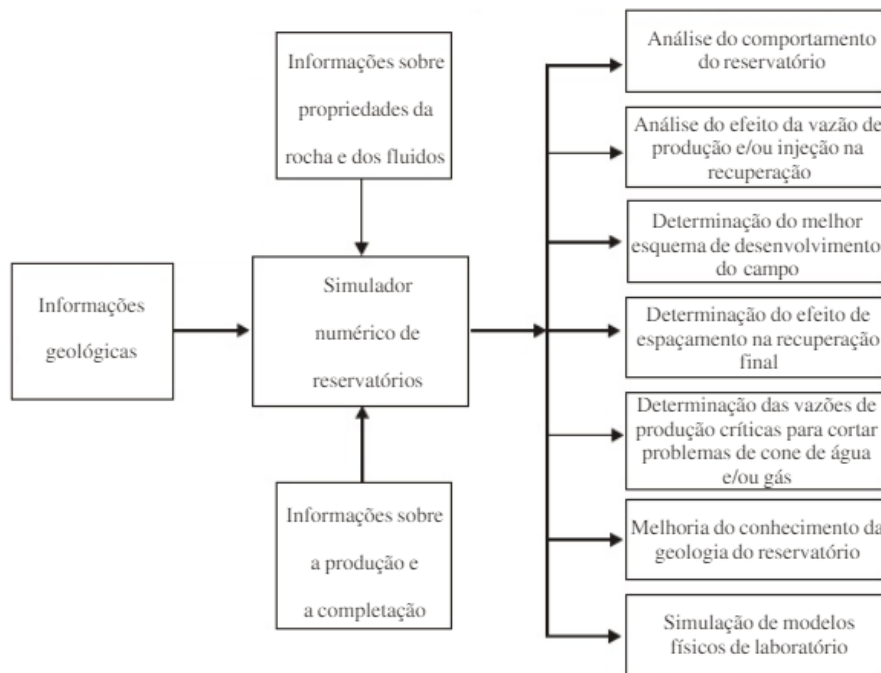 Informações sobre
propriedades da
rocha e dos fluidos
Informações
geológicas
Simulador
numérico de
reservatórios
Informações sobre
a produção e
a completação
Análise do comportamento
do reservatório
Análise do efeito da vazão de
produção e/ou injeção na
recuperação
Determinação do melhor
esquema de desenvolvimento
do campo
Determinação do efeito de
espaçamento na recuperação
final
Determinação das vazões de
produção críticas para cortar
problemas de cone de água
e/ou gás
Melhoria do conhecimento da
geologia do reservatório
Simulação de modelos
físicos de laboratório